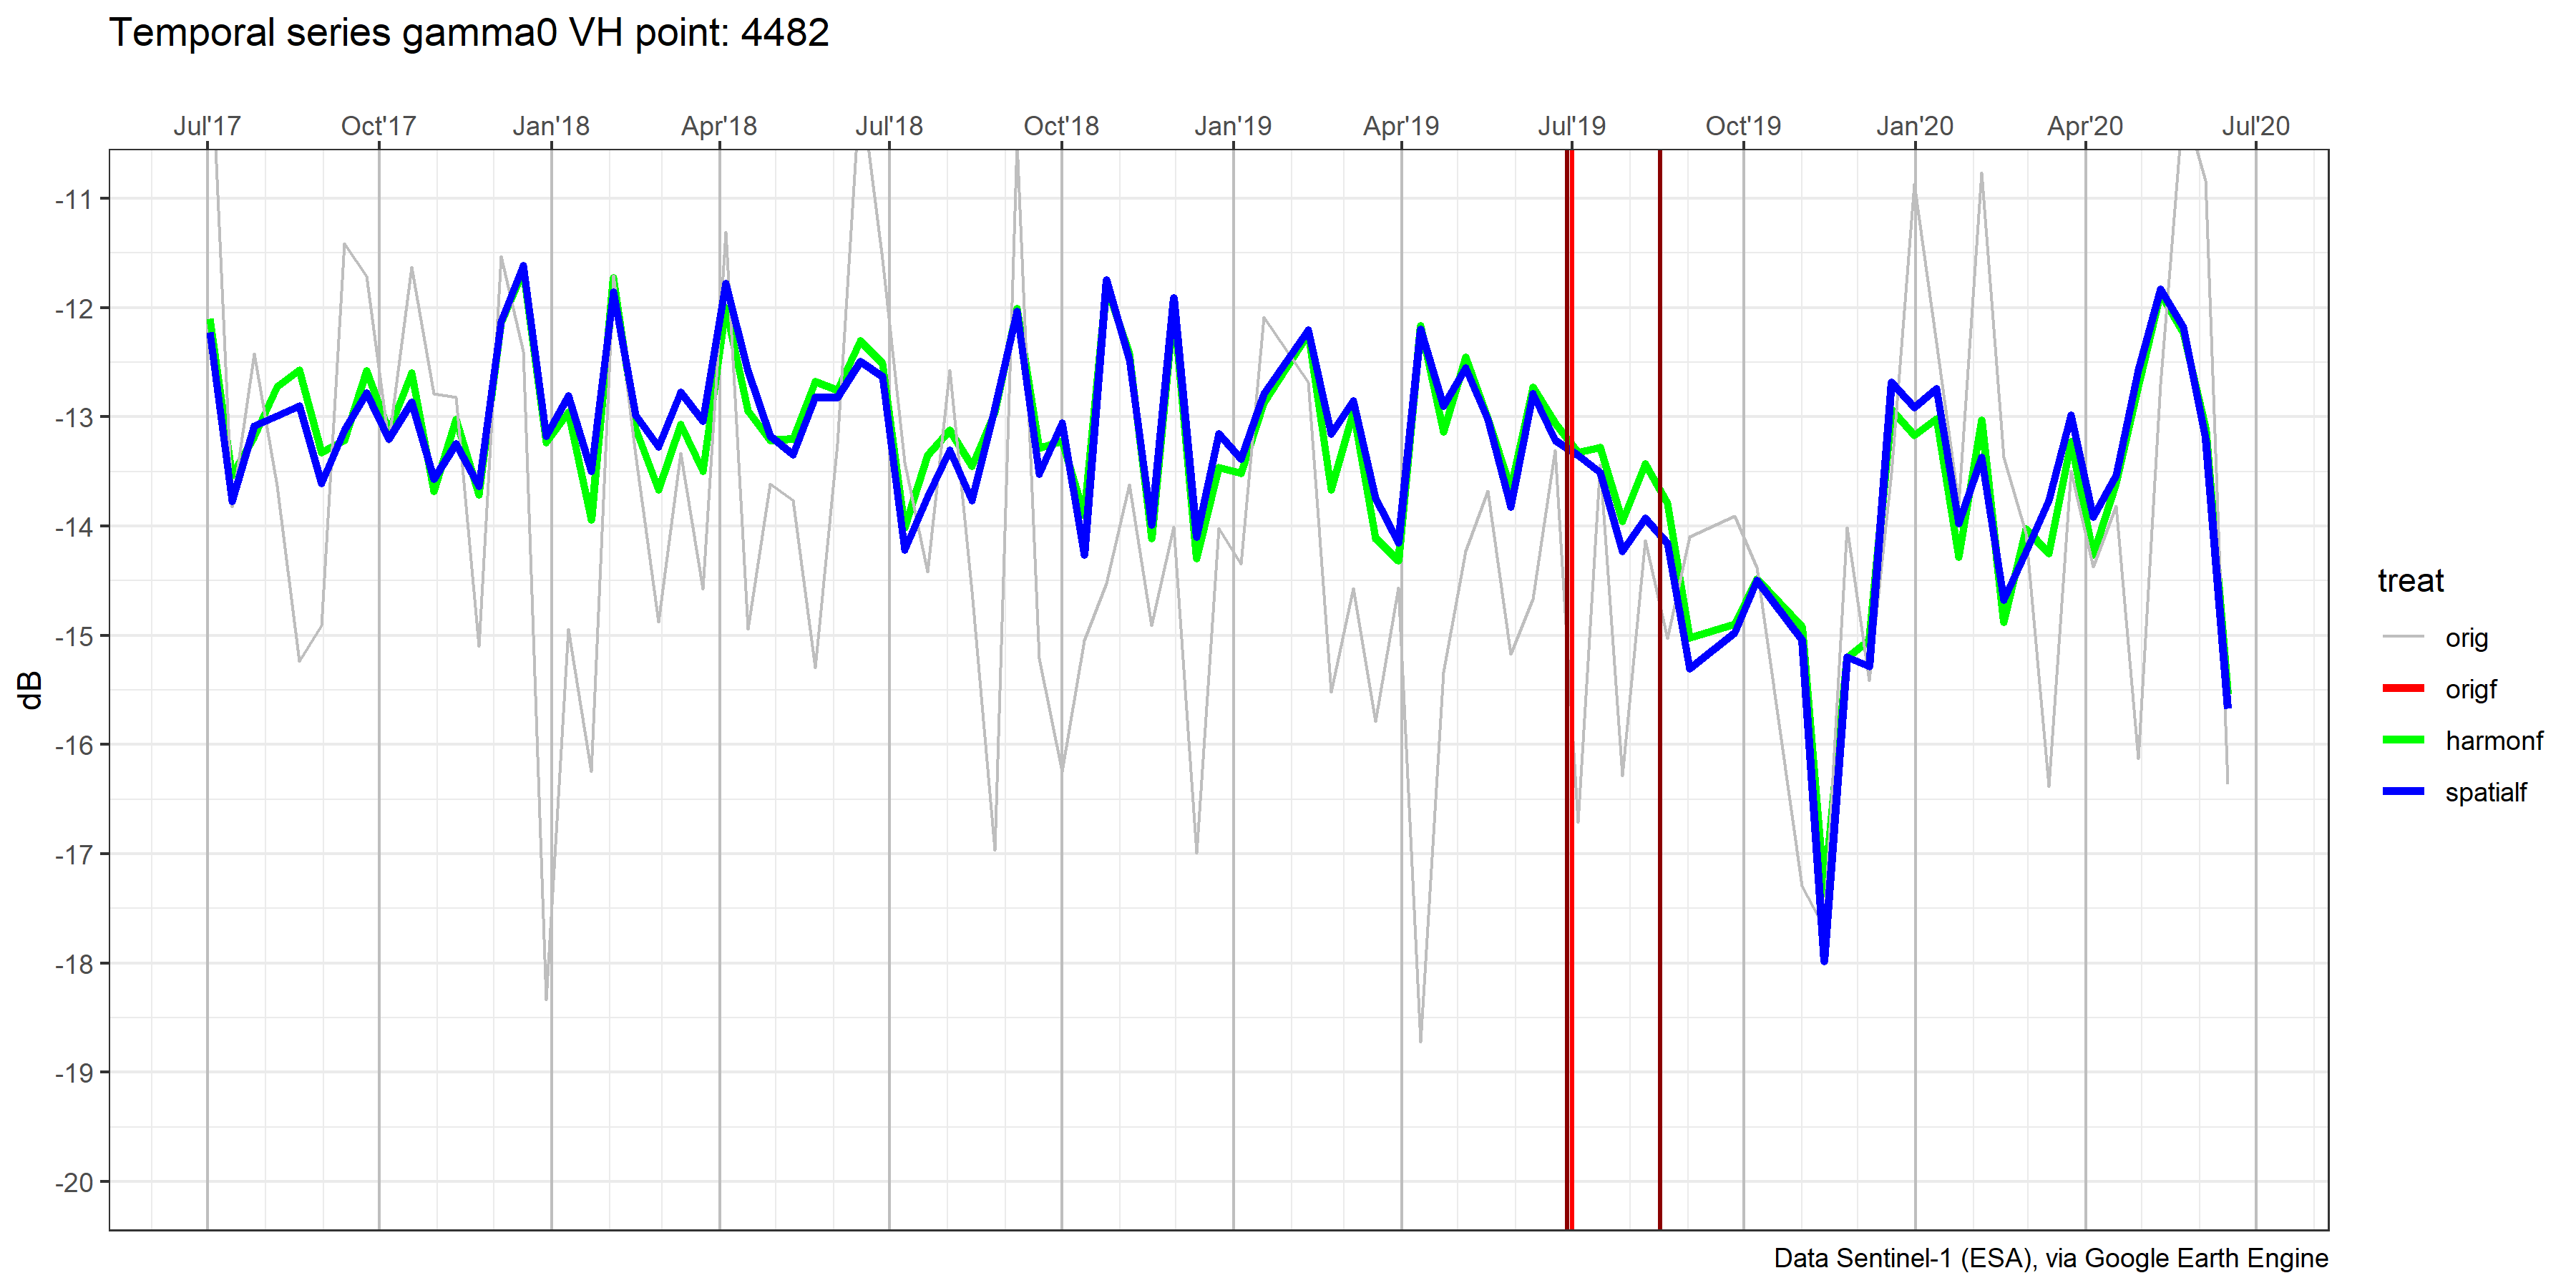 Temporal series gamma0 VH point: 4482
Jul'17 Oct'17 Jan'18 Apr'18 Jul'18 Oct'18 Jan'19 Apr'19 Jul'19 Oct'19 Jan'20 Apr'20 Jul'20
-11
-12
-13
-14
-15
-16
-17
-18
-19
-20
dB
treat
orig
origf
harmonf
spatialf
Data Sentinel-1 (ESA), via Google Earth Engine